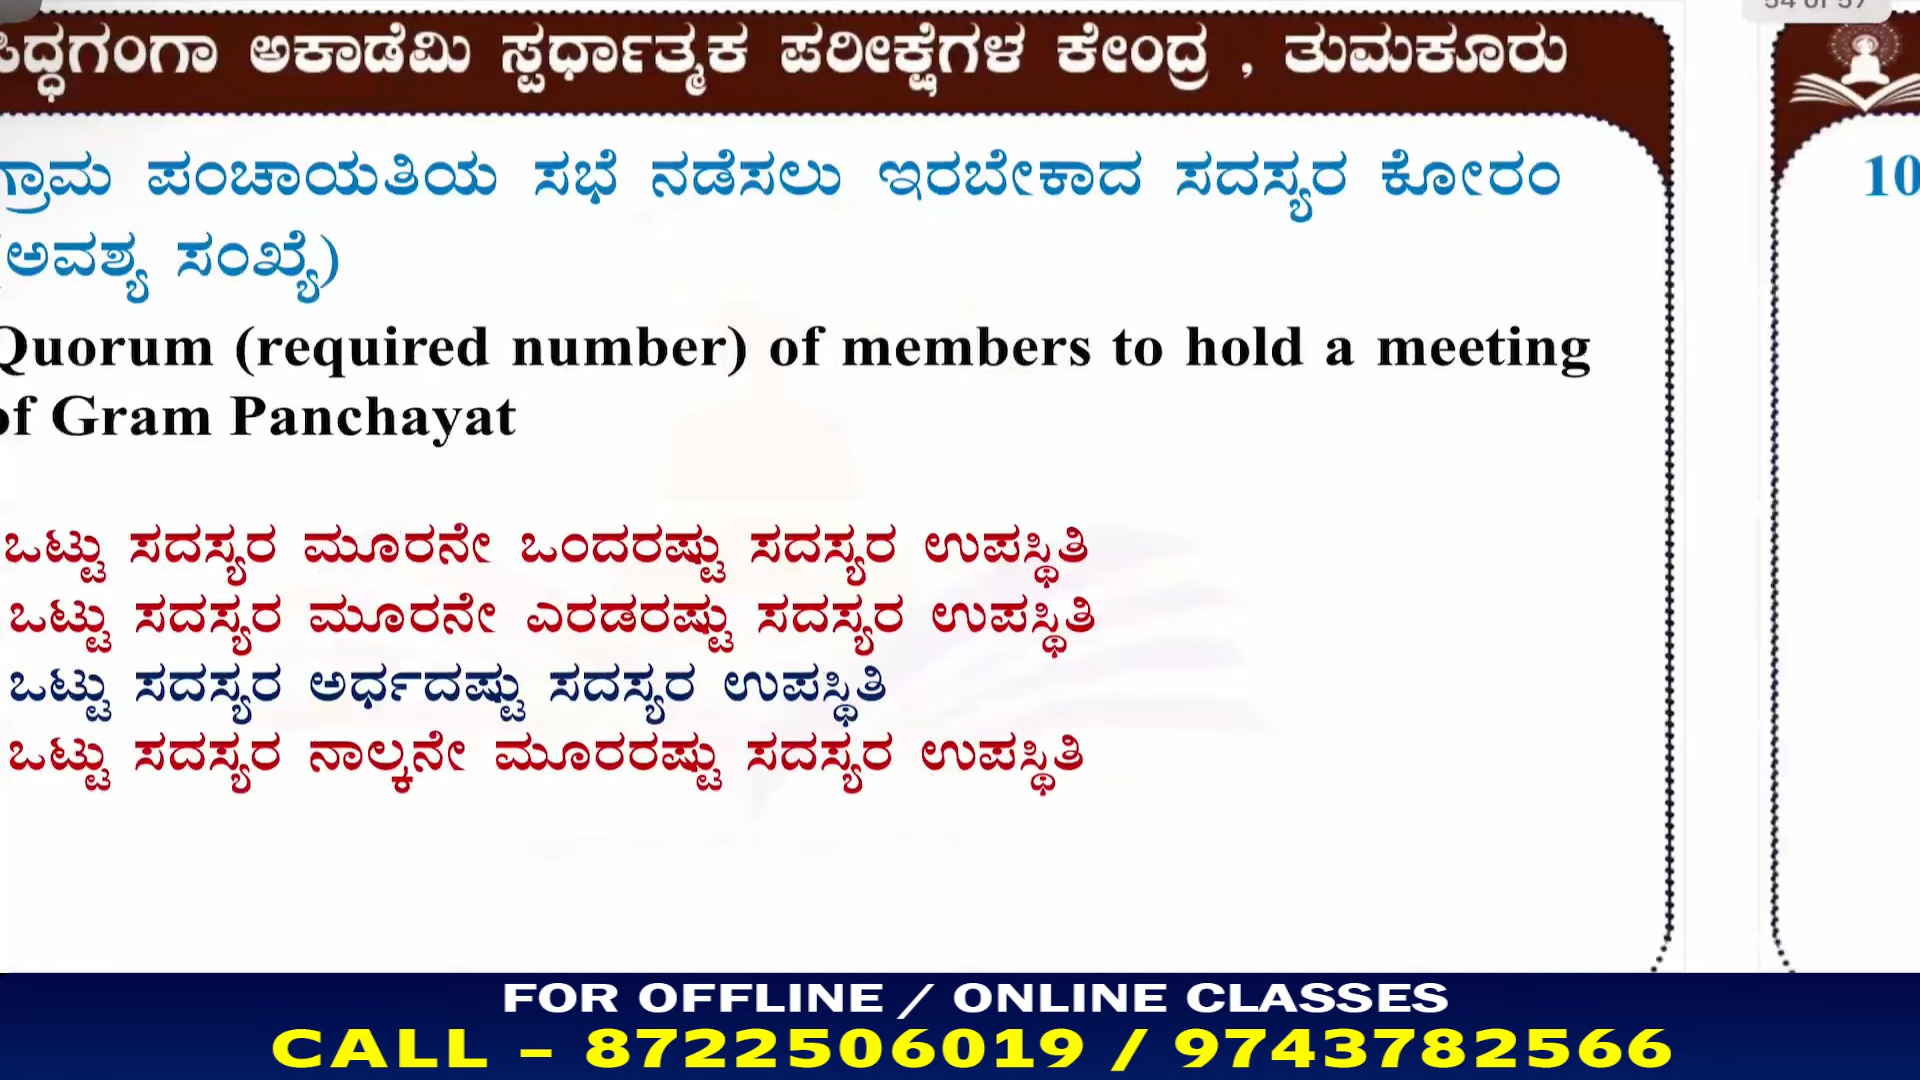 ಸಿದ್ಧಗಂಗಾ ಅಕಾಡೆಮಿ ಸ್ಪರ್ಧಾತ್ಮಕ ಪರೀಕ್ಷೆಗಳ ಕೇಂದ್ರ , ತುಮಕೂರು
ಗ್ರಾಮ ಪಂಚಾಯತಿಯ ಸಭೆ ನಡೆಸಲು ಇರಬೇಕಾದ ಸದಸ್ಯರ ಕೋರಂ
(ಅವಶ್ಯ ಸಂಖ್ಯೆ)
Quorum (required number) of members to hold a meeting
of Gram Panchayat
ಒಟ್ಟು ಸದಸ್ಯರ ಮೂರನೇ ಒಂದರಷ್ಟು ಸದಸ್ಯರ ಉಪಸ್ಥಿತಿ
ಒಟ್ಟು ಸದಸ್ಯರ ಮೂರನೇ ಎರಡರಷ್ಟು ಸದಸ್ಯರ ಉಪಸ್ಥಿತಿ
ಒಟ್ಟು ಸದಸ್ಯರ ಅರ್ಧದಷ್ಟು ಸದಸ್ಯರ ಉಪಸ್ಥಿತಿ
ಒಟ್ಟು ಸದಸ್ಯರ ನಾಲ್ಕನೇ ಮೂರರಷ್ಟು ಸದಸ್ಯರ ಉಪಸ್ಥಿತಿ
54 of 57
10
FOR OFFLINE / ONLINE CLASSES
CALL – 8722506019 / 9743782566